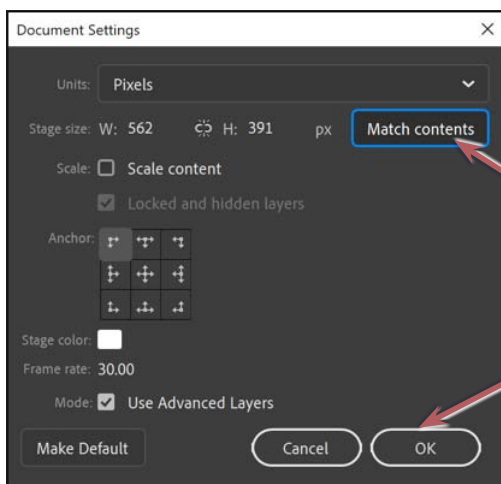 Document Settings
Units: Pixels
Stage size: W: 562 H: 391 px Match contents
Scale: Scale content
Locked and hidden layers
Anchor:
Stage color:
Frame rate: 30.00
Mode: Use Advanced Layers
Make Default Cancel OK